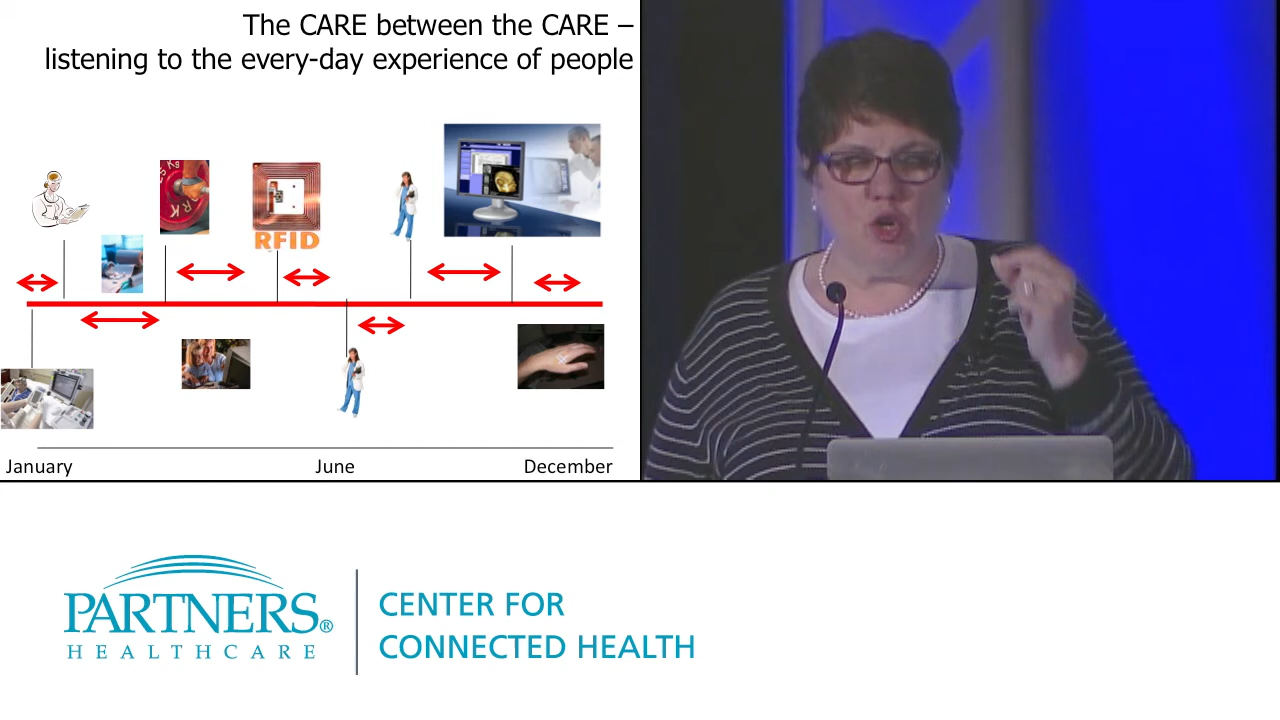 The CARE between the CARE –
listening to the every-day experience of people
RFID
January
June
December
PARTNERS®
HEALTHCARE
CENTER FOR
CONNECTED HEALTH